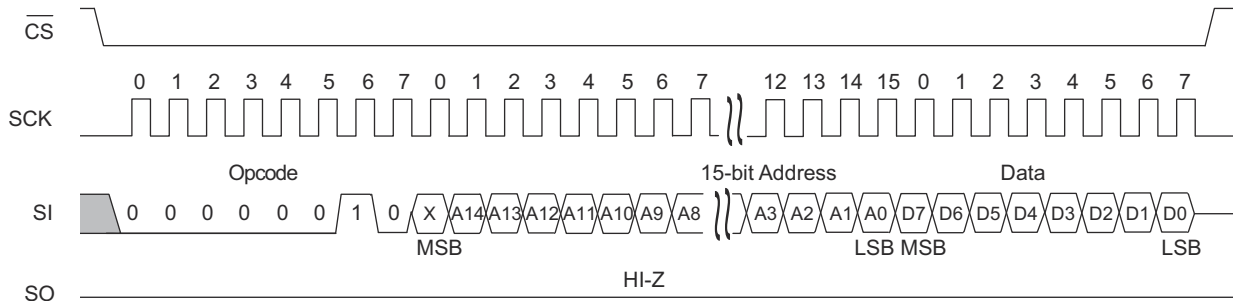 CS
0 1 2 3 4 5 6 7 0 1 2 3 4 5 6 7 12 13 14 15 0 1 2 3 4 5 6 7
SCK
Opcode 15-bit Address Data
SI 0 0 0 0 0 0 1 0 X A14 A13 A12 A11 A10 A9 A8 A3 A2 A1 A0 D7 D6 D5 D4 D3 D2 D1 D0
MSB LSB MSB LSB
HI-Z
SO